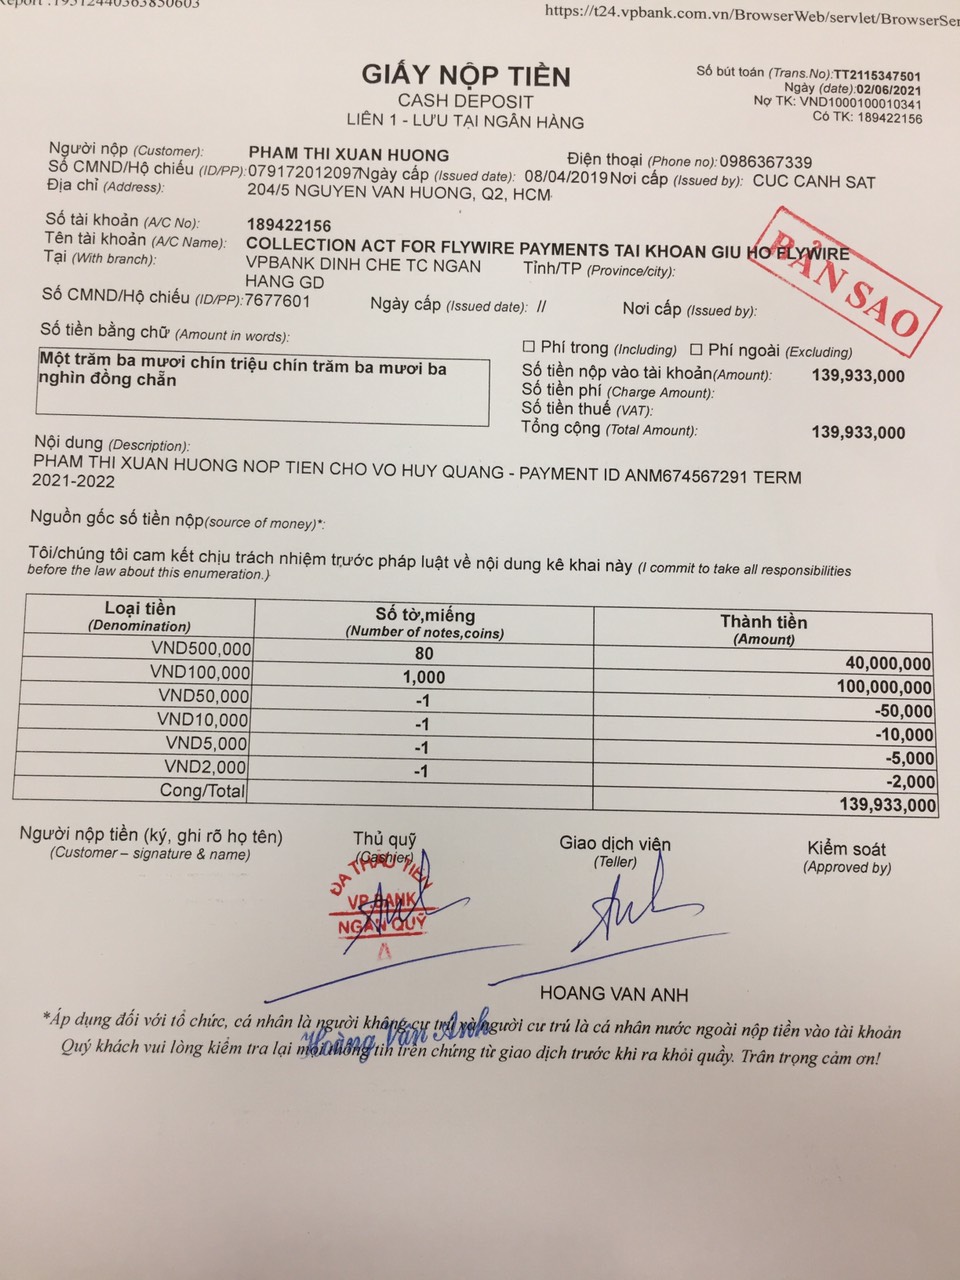 Report :19512440363850603
https://t24.vpbank.com.vn/BrowserWeb/servlet/BrowserSer
GIẤY NỘP TIỀN
CASH DEPOSIT
LIÊN 1 - LƯU TẠI NGÂN HÀNG
Số bút toán (Trans.No):TT2115347501
Ngày (date):02/06/2021
Nợ TK: VND1000100010341
Có TK: 189422156
Người nộp (Customer): PHAM THI XUAN HUONG Điện thoại (Phone no): 0986367339
Số CMND/Hộ chiếu (ID/PP):079172012097Ngày cấp (Issued date): 08/04/2019Nơi cấp (Issued by): CUC CANH SAT
Địa chỉ (Address): 204/5 NGUYEN VAN HUONG, Q2, HCM
Số tài khoản (A/C No): 189422156
Tên tài khoản (A/C Name): COLLECTION ACT FOR FLYWIRE PAYMENTS TAI KHOAN GIU HO FLYWIRE
Tại (With branch): VPBANK DINH CHE TC NGAN HANG GD Tỉnh/TP (Province/city):
BẢN SAO
Số CMND/Hộ chiếu (ID/PP):7677601 Ngày cấp (Issued date): // Nơi cấp (Issued by):
Số tiền bằng chữ (Amount in words):
Một trăm ba mươi chín triệu chín trăm ba mươi ba
nghìn đồng chẵn
☐ Phí trong (Including) ☐ Phí ngoài (Excluding)
Số tiền nộp vào tài khoản(Amount): 139,933,000
Số tiền phí (Charge Amount):
Số tiền thuế (VAT):
Tổng cộng (Total Amount): 139,933,000
Nội dung (Description):
PHAM THI XUAN HUONG NOP TIEN CHO VO HUY QUANG - PAYMENT ID ANM674567291 TERM
2021-2022
Nguồn gốc số tiền nộp(source of money)*:
Tôi/chúng tôi cam kết chịu trách nhiệm trước pháp luật về nội dung kê khai này (I commit to take all responsibilities
before the law about this enumeration.)
Loại tiền Số tờ,miếng Thành tiền
(Denomination) (Number of notes,coins) (Amount)
VND500,000 80 40,000,000
VND100,000 1,000 100,000,000
VND50,000 -1 -50,000
VND10,000 -1 -10,000
VND5,000 -1 -5,000
VND2,000 -1 -2,000
Cong/Total 139,933,000
Người nộp tiền (ký, ghi rõ họ tên) Thủ quỹ Giao dịch viên Kiểm soát
(Customer – signature & name) (Cashier) (Teller) (Approved by)
ĐÃ THU TIỀN
VP.BANK
NGÂN QUỸ
A
Anh
Anh
HOANG VAN ANH
Hoàng Vân Anh
*Áp dụng đối với tổ chức, cá nhân là người không cư trú và người cư trú là cá nhân nước ngoài nộp tiền vào tài khoản
Quý khách vui lòng kiểm tra lại mọi thông tin trên chứng từ giao dịch trước khi ra khỏi quầy. Trân trọng cảm ơn!